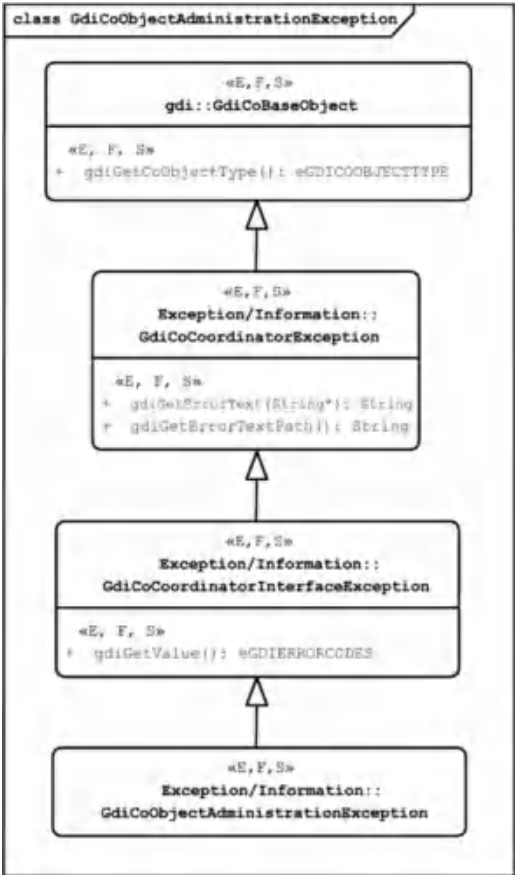 class GdiCoObjectAdministrationException
«E,F,S»
gdi::GdiCoBaseObject
«E, F, S»
+ gdiGetCoObjectType(): eGDICOOBJECTTYPE
«E,F,S»
Exception/Information::
GdiCoCoordinatorException
«E, F, S»
+ gdiGetErrorText(String*): String
+ gdiGetErrorTextPath(): String
«E,F,S»
Exception/Information::
GdiCoCoordinatorInterfaceException
«E, F, S»
+ gdiGetValue(): eGDIERRORCODES
«E,F,S»
Exception/Information::
GdiCoObjectAdministrationException